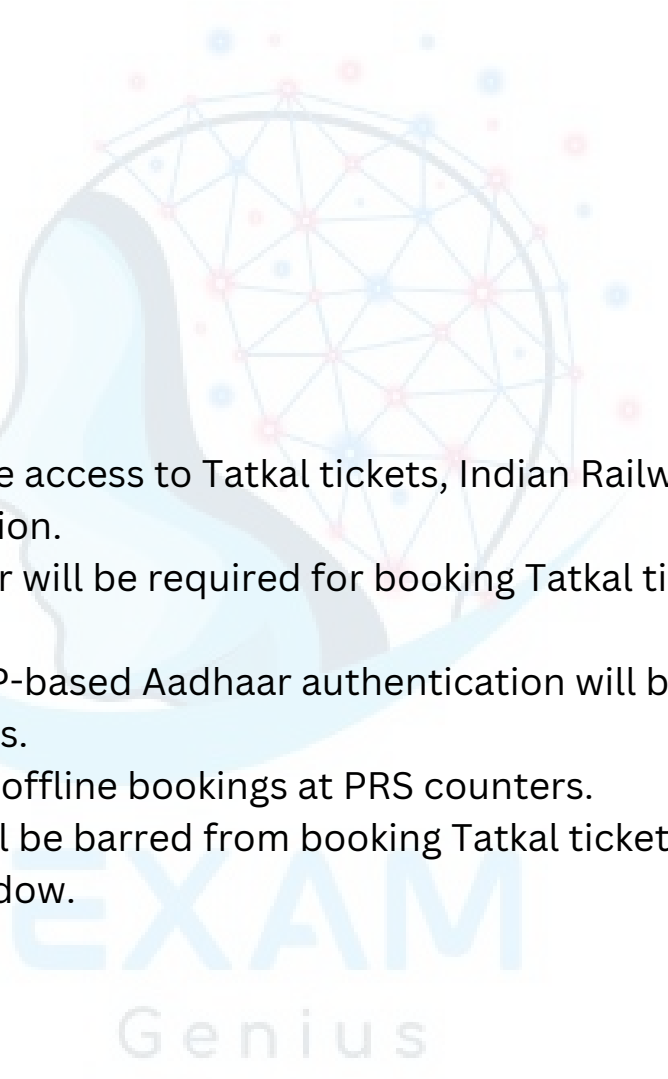 e access to Tatkal tickets, Indian Railw
ion.
r will be required for booking Tatkal ti
P-based Aadhaar authentication will b
s.
offline bookings at PRS counters.
l be barred from booking Tatkal ticket
dow.
EXAM
Genius